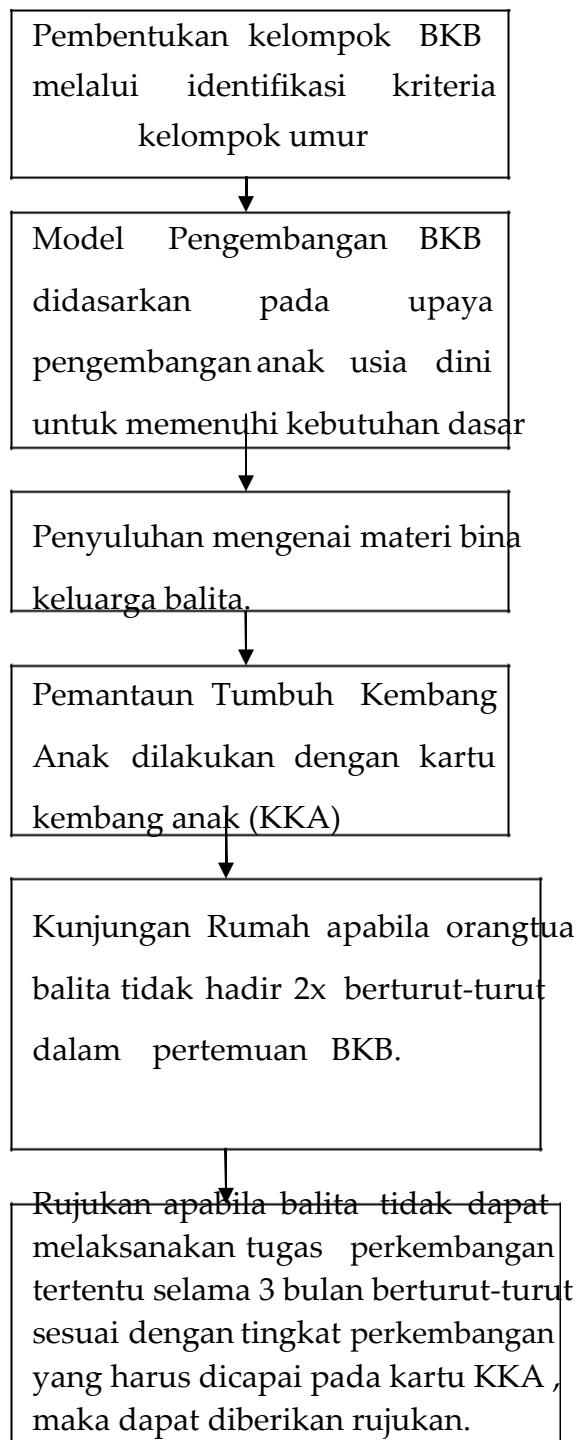 Pembentukan kelompok BKB
melalui identifikasi kriteria
kelompok umur
Model Pengembangan BKB
didasarkan pada upaya
pengembangan anak usia dini
untuk memenuhi kebutuhan dasar
Penyuluhan mengenai materi bina
keluarga balita.
Pemantaun Tumbuh Kembang
Anak dilakukan dengan kartu
kembang anak (KKA)
Kunjungan Rumah apabila orangtua
balita tidak hadir 2x berturut-turut
dalam pertemuan BKB.
Rujukan apabila balita tidak dapat
melaksanakan tugas perkembangan
tertentu selama 3 bulan berturut-turut
sesuai dengan tingkat perkembangan
yang harus dicapai pada kartu KKA ,
maka dapat diberikan rujukan.